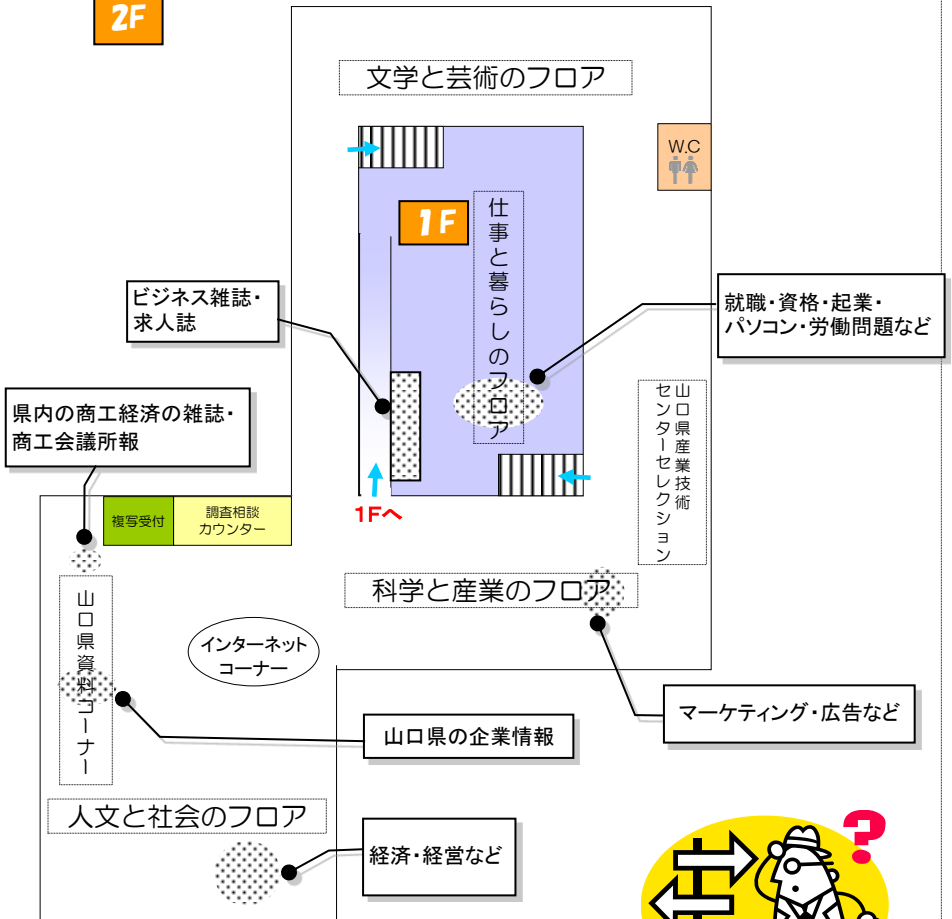 2F
文学と芸術のフロア
W.C
1F
仕事と暮らしのフロア
ビジネス雑誌・
求人誌
就職・資格・起業・
パソコン・労働問題など
県内の商工経済の雑誌・
商工会議所報
山口県産業技術
センターセレクション
複写受付
調査相談
カウンター
1Fへ
科学と産業のフロア
山口県資料コーナー
インターネット
コーナー
マーケティング・広告など
山口県の企業情報
人文と社会のフロア
経済・経営など
?